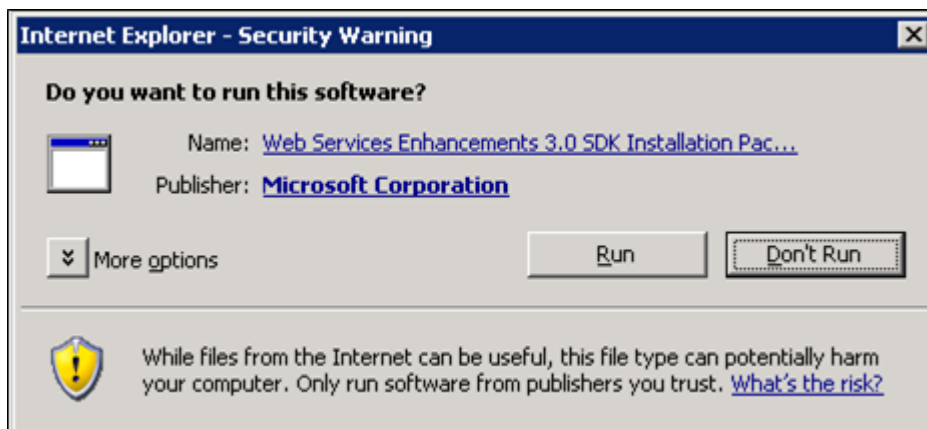 Internet Explorer - Security Warning
Do you want to run this software?
Name: Web Services Enhancements 3.0 SDK Installation Pac...
Publisher: Microsoft Corporation
More options
Run
Don't Run
While files from the Internet can be useful, this file type can potentially harm
your computer. Only run software from publishers you trust. What's the risk?